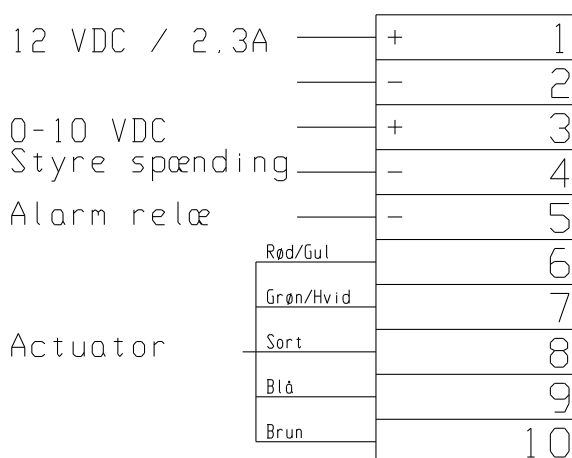 12 VDC / 2.3A + 1
- 2
0-10 VDC + 3
Styre spænding - 4
Alarm relæ - 5
Rød/Gul 6
Grøn/Hvid 7
Actuator Sort 8
Blå 9
Brun 10